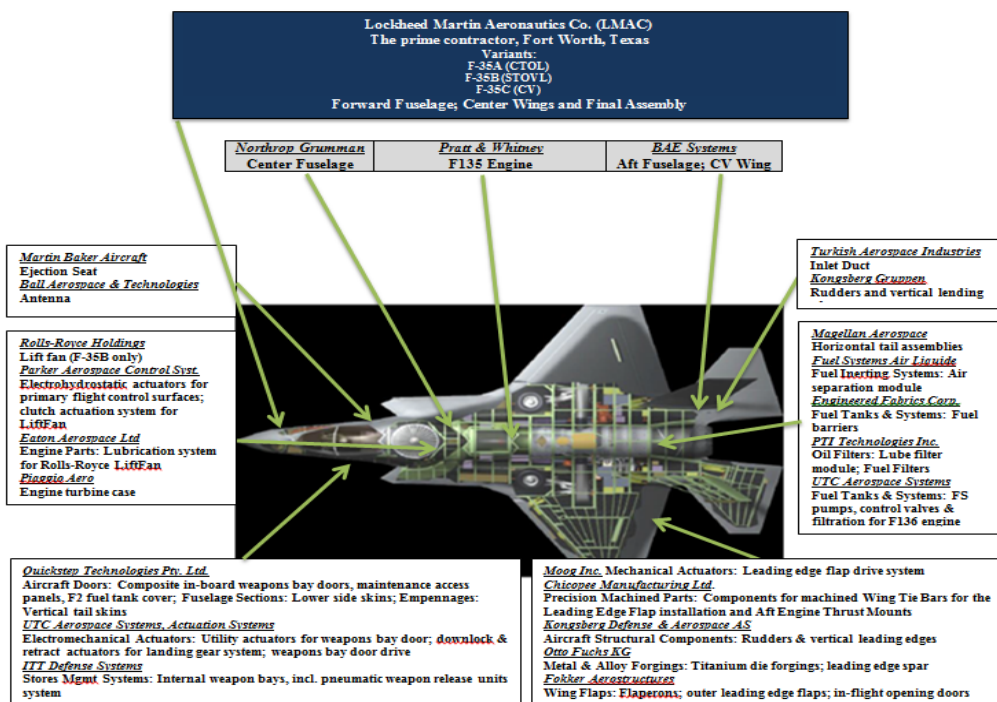 Lockheed Martin Aeronautics Co. (LMAC)
The prime contractor, Fort Worth, Texas
Variants:
F-35A (CTOL)
F-35B (STOVL)
F-35C (CV)
Forward Fuselage; Center Wings and Final Assembly
Northrop Grumman
Center Fuselage
Pratt & Whitney
F135 Engine
BAE Systems
Aft Fuselage; CV Wing
Martin Baker Aircraft
Ejection Seat
Ball Aerospace & Technologies
Antenna
Turkish Aerospace Industries
Inlet Duct
Kongsberg Gruppen
Rudders and vertical lending
Rolls-Royce Holdings
Lift fan (F-35B only)
Parker Aerospace Control Syst.
Electrohydrostatic actuators for
primary flight control surfaces;
clutch actuation system for
LiftFan
Eaton Aerospace Ltd
Engine Parts: Lubrication system
for Rolls-Royce LiftFan
Piaggio Aero
Engine turbine case
Magellan Aerospace
Horizontal tail assemblies
Fuel Systems Air Liquide
Fuel Inerting Systems: Air
separation module
Engineered Fabrics Corp.
Fuel Tanks & Systems: Fuel
barriers
PTI Technologies Inc.
Oil Filters: Lube filter
module; Fuel Filters
UTC Aerospace Systems
Fuel Tanks & Systems: FS
pumps, control valves &
filtration for F136 engine
Quickstep Technologies Pty. Ltd.
Aircraft Doors: Composite in-board weapons bay doors, maintenance access
panels, F2 fuel tank cover; Fuselage Sections: Lower side skins; Empennages:
Vertical tail skins
UTC Aerospace Systems, Actuation Systems
Electromechanical Actuators: Utility actuators for weapons bay door; downlock &
retract actuators for landing gear system; weapons bay door drive
ITT Defense Systems
Stores Mgmt Systems: Internal weapon bays, incl. pneumatic weapon release units
system
Moog Inc. Mechanical Actuators: Leading edge flap drive system
Chicopee Manufacturing Ltd.
Precision Machined Parts: Components for machined Wing Tie Bars for the
Leading Edge Flap installation and Aft Engine Thrust Mounts
Kongsberg Defense & Aerospace AS
Aircraft Structural Components: Rudders & vertical leading edges
Otto Fuchs KG
Metal & Alloy Forgings: Titanium die forgings; leading edge spar
Fokker Aerostructures
Wing Flaps: Flaperons; outer leading edge flaps; in-flight opening doors